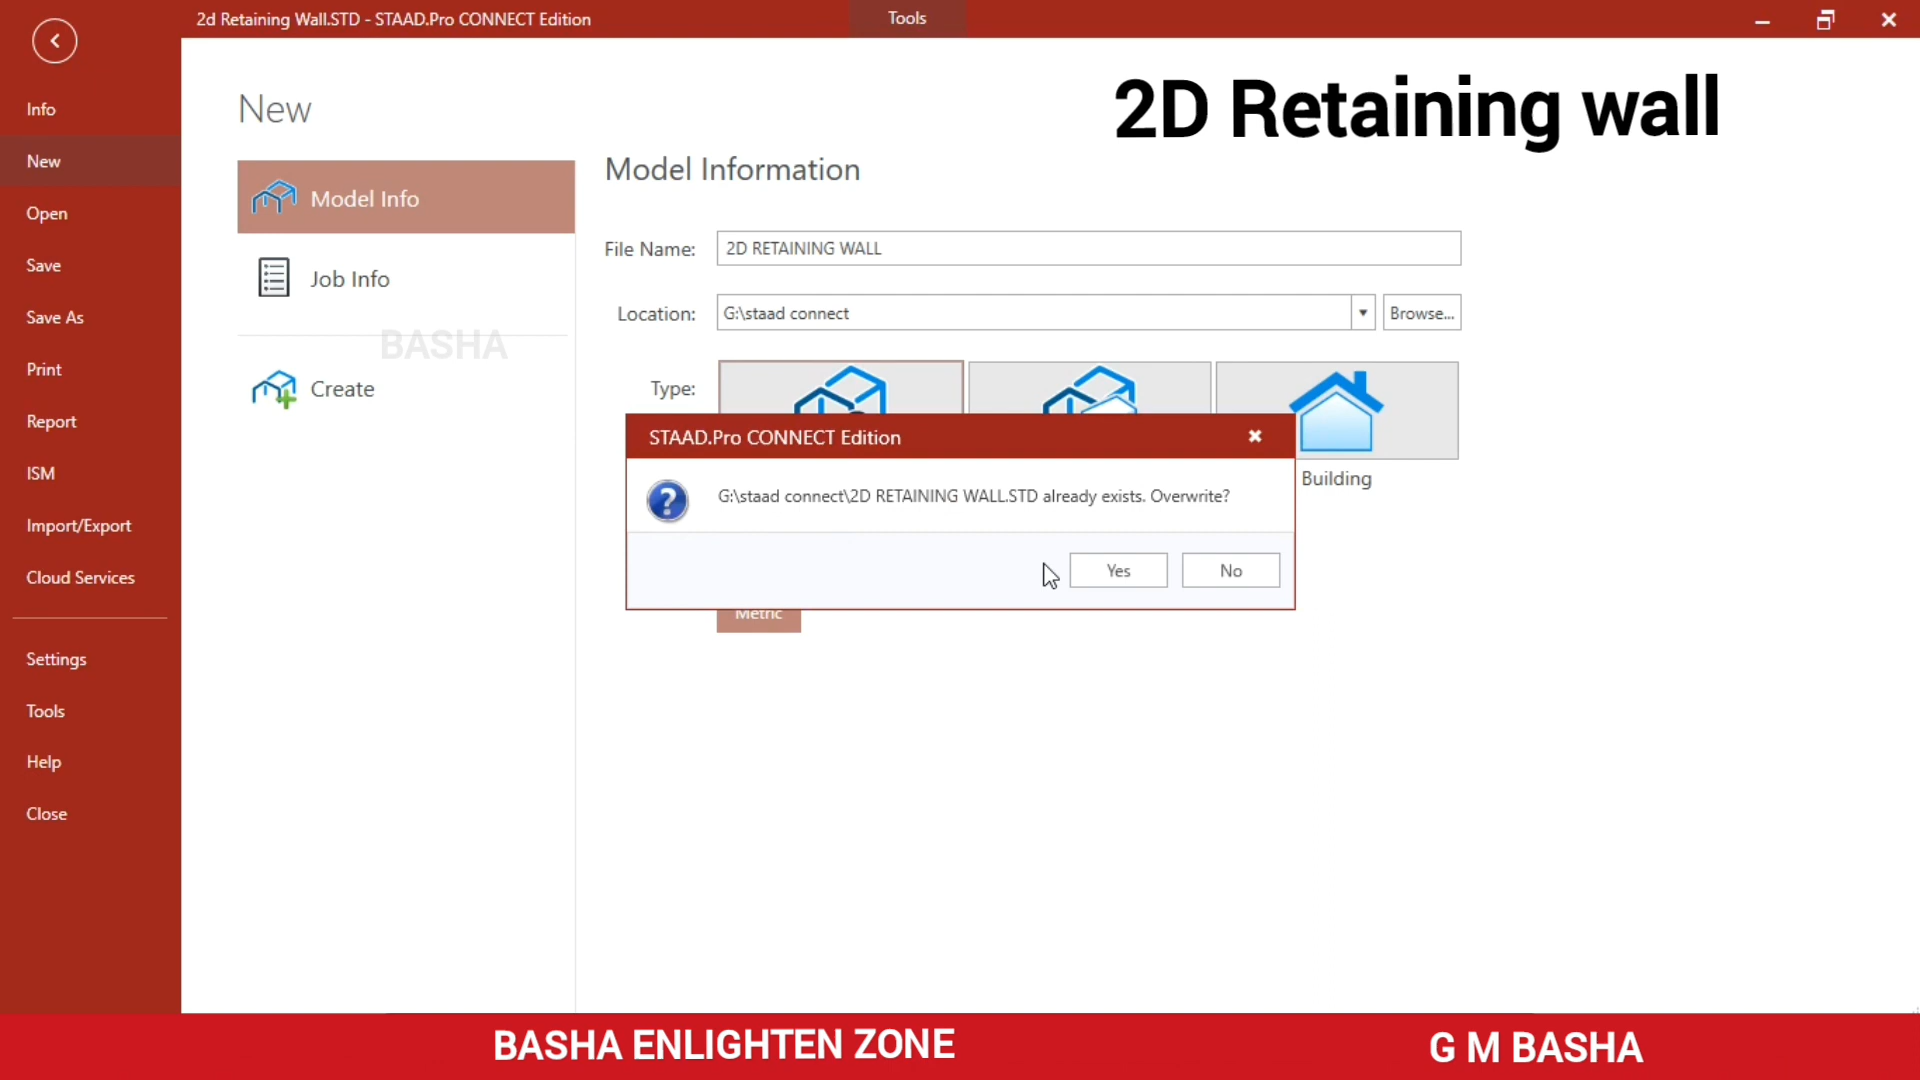 2d Retaining Wall.STD - STAAD.Pro CONNECT Edition
Tools
Info
New
Open
Save
Save As
Print
Report
ISM
Import/Export
Cloud Services
Settings
Tools
Help
Close
New
Model Info
Job Info
BASHA
Create
2D Retaining wall
Model Information
File Name: 2D RETAINING WALL
Location: G:\staad connect Browse...
Type:
Building
STAAD.Pro CONNECT Edition
G:\staad connect\2D RETAINING WALL.STD already exists. Overwrite?
Yes No
Metric
BASHA ENLIGHTEN ZONE
G M BASHA